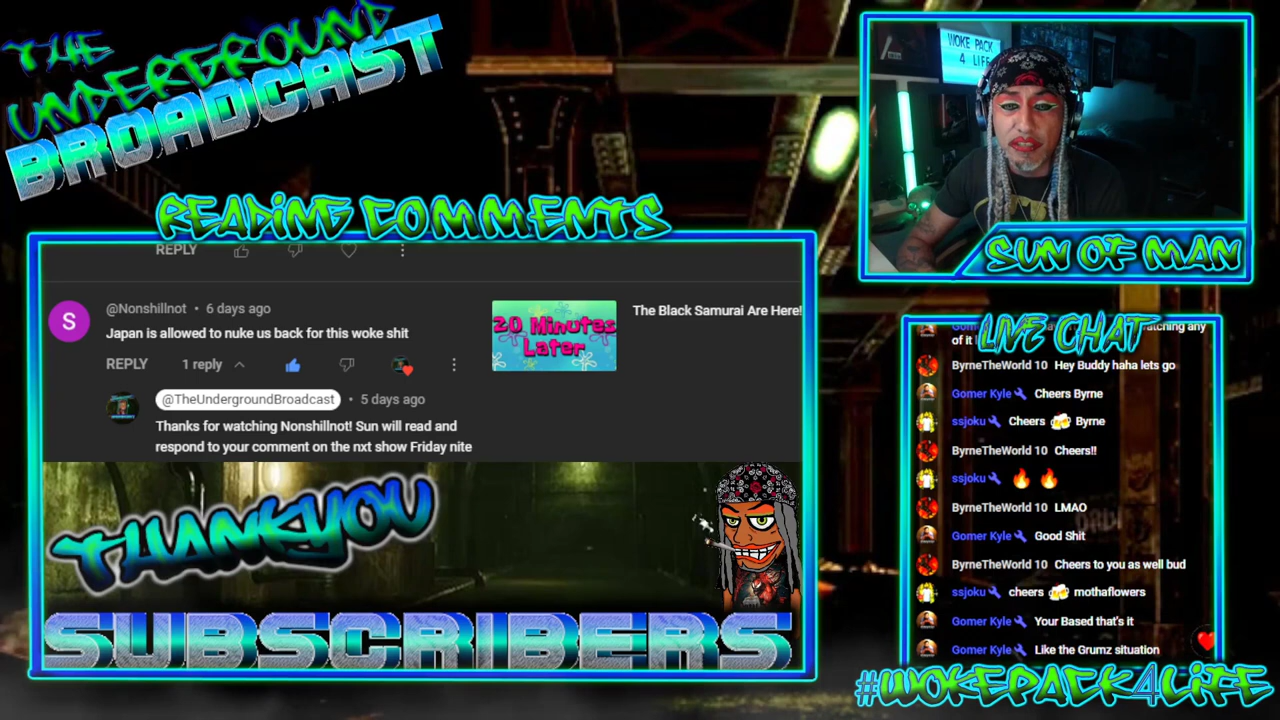 THE
UNDERGROUND
BROADCAST
WOKE PACK
4 LIFE
READING COMMENTS
SUN OF MAN
REPLY
@Nonshillnot • 6 days ago
Japan is allowed to nuke us back for this woke shit
REPLY 1 reply
20 Minutes
Later
The Black Samurai Are Here!
@TheUndergroundBroadcast • 5 days ago
Thanks for watching Nonshillnot! Sun will read and
respond to your comment on the nxt show Friday nite
THANKYOU
SUBSCRIBERS
LIVE CHAT
atching any
of it
ByrneTheWorld 10 Hey Buddy haha lets go
Gomer Kyle Cheers Byrne
ssjoku Cheers 🍻 Byrne
ByrneTheWorld 10 Cheers!!
ssjoku 🔥 🔥
ByrneTheWorld 10 LMAO
Gomer Kyle Good Shit
ByrneTheWorld 10 Cheers to you as well bud
ssjoku cheers 🍻 mothaflowers
Gomer Kyle Your Based that's it
Gomer Kyle Like the Grumz situation
#WOKEPACK4LIFE